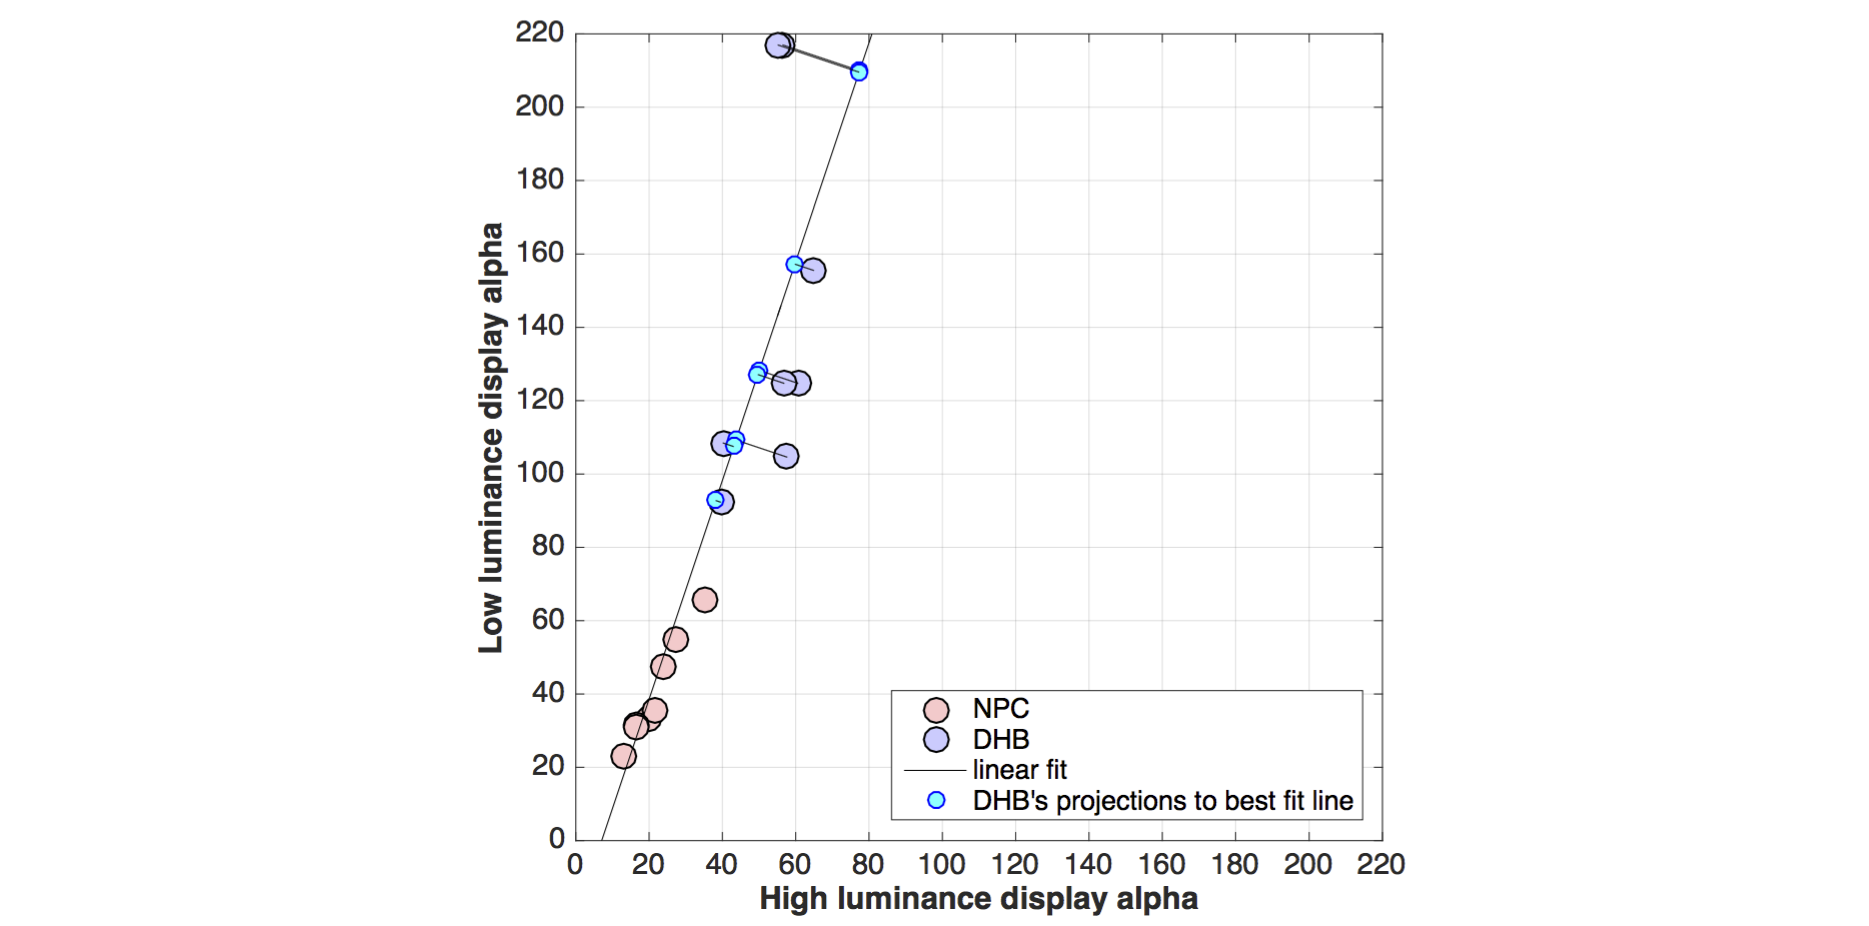 220
200
180
160
140
120
100
80
60
40
20
0
Low luminance display alpha
NPC
DHB
linear fit
DHB's projections to best fit line
0 20 40 60 80 100 120 140 160 180 200 220
High luminance display alpha